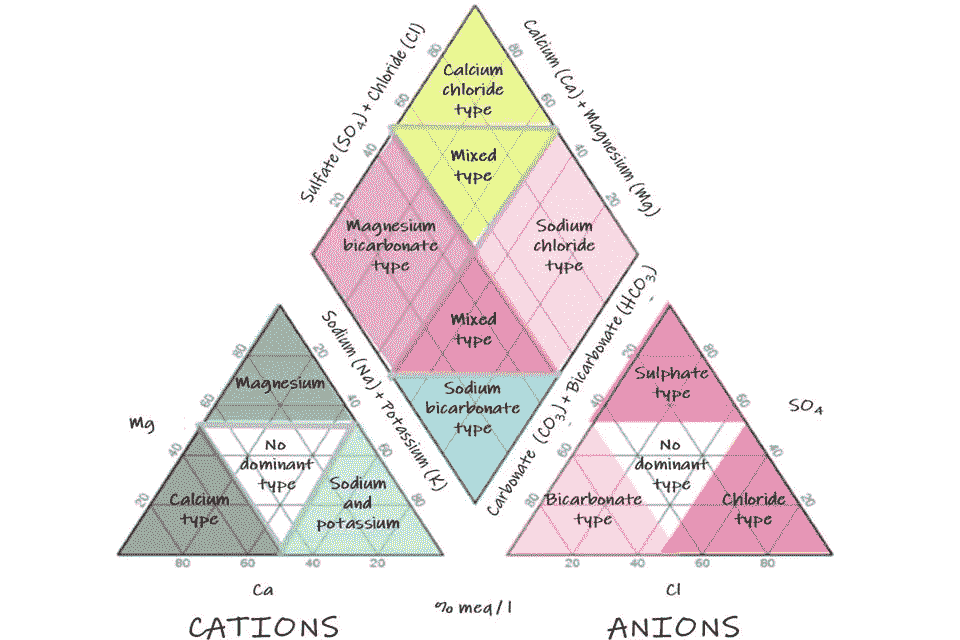 Sulfate (SO4) + Chloride (Cl)
Calcium (Ca) + Magnesium (Mg)
80
60
40
20
80
60
40
20
Calcium
chloride
type
Mixed
type
Magnesium
bicarbonate
type
Sodium
chloride
type
Mixed
type
Sodium
bicarbonate
type
Sodium (Na) + Potassium (K)
Carbonate (CO3) + Bicarbonate (HCO3)
Mg
80
60
40
20
20
40
60
80
Magnesium
No
dominant
type
Calcium
type
Sodium
and
potassium
80
60
40
20
Ca
CATIONS
% meq/l
SO4
20
40
60
80
80
60
40
20
Sulphate
type
No
dominant
type
Bicarbonate
type
Chloride
type
20
40
60
80
Cl
ANIONS